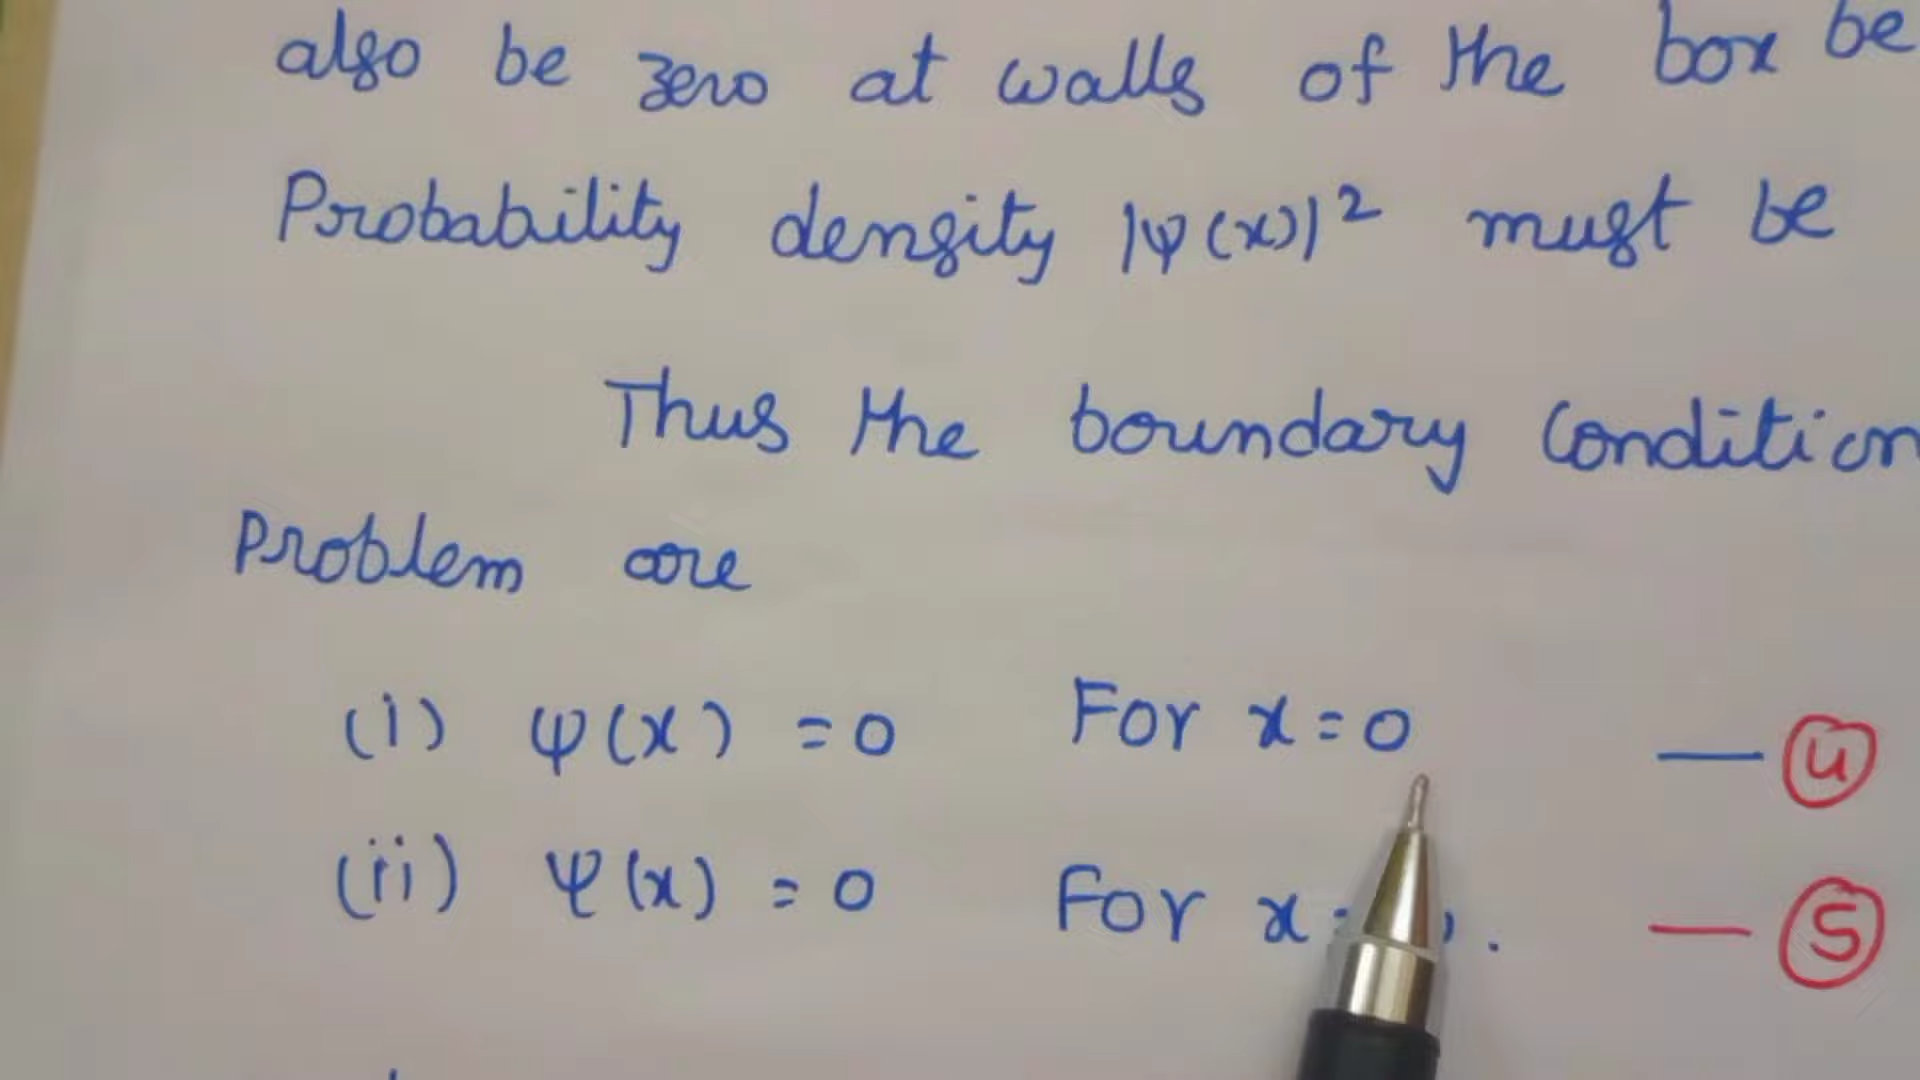 also be zero at walls of the box be
Probability density |ψ(x)|² must be
Thus the boundary condition
Problem are
(i) ψ(x) = 0 For x = 0 — 4
(ii) ψ(x) = 0 For x = . — 5